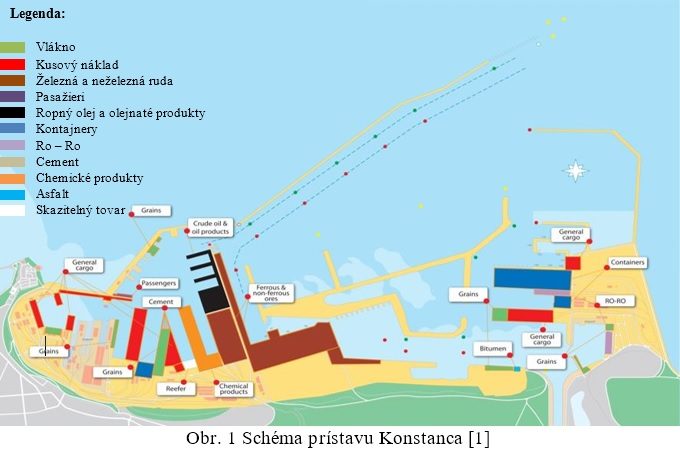 Legenda:
Vlákno
Kusový náklad
Železná a neželezná ruda
Pasažieri
Ropný olej a olejnaté produkty
Kontajnery
Ro – Ro
Cement
Chemické produkty
Asfalt
Skazitelný tovar
Grains
Crude oil &
oil products
General
cargo
General
cargo
Containers
Passengers
Ferrous &
non-ferrous
ores
Grains
Cement
RO-RO
General
cargo
Grains
Bitumen
Grains
Grains
Reefer
Chemical
products
Obr. 1 Schéma prístavu Konstanca [1]